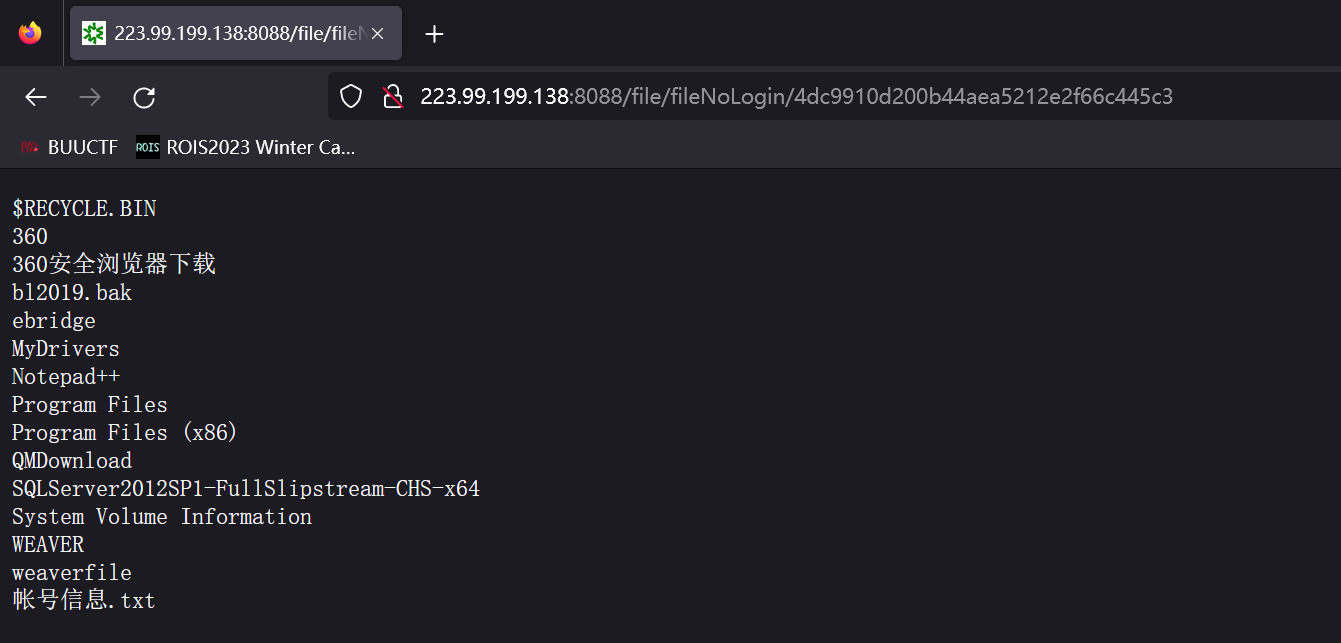 223.99.199.138:8088/file/file
223.99.199.138:8088/file/fileNoLogin/4dc9910d200b44aea5212e2f66c445c3
BUUCTF
ROIS
ROIS2023 Winter Ca...
$RECYCLE.BIN
360
360安全浏览器下载
bl2019.bak
ebridge
MyDrivers
Notepad++
Program Files
Program Files (x86)
QMDownload
SQLServer2012SP1-FullSlipstream-CHS-x64
System Volume Information
WEAVER
weaverfile
帐号信息.txt